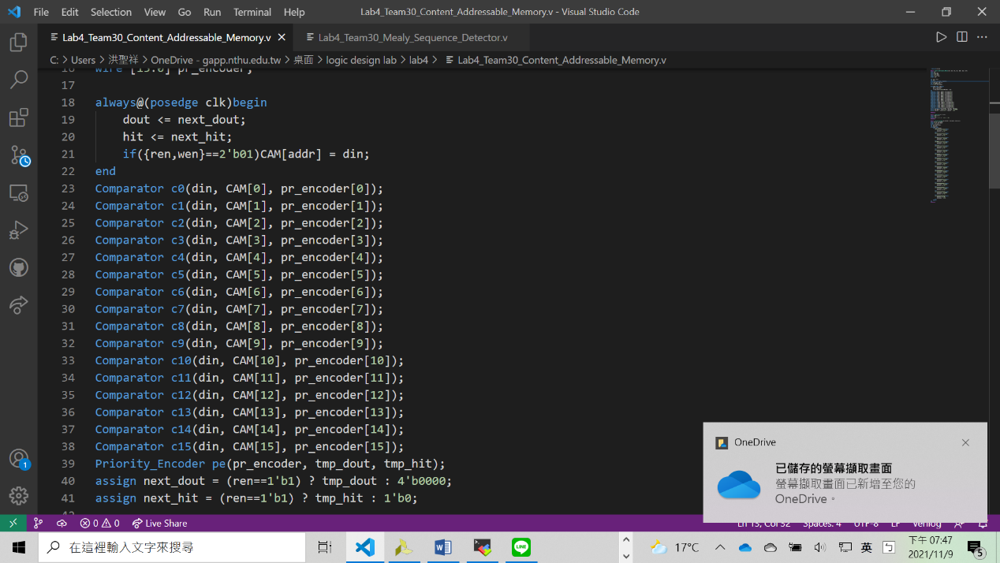 File Edit Selection View Go Run Terminal Help Lab4_Team30_Content_Addressable_Memory.v - Visual Studio Code
Lab4_Team30_Content_Addressable_Memory.v Lab4_Team30_Mealy_Sequence_Detector.v
C: > Users > 洪聖祥 > OneDrive - gapp.nthu.edu.tw > 桌面 > logic design lab > lab4 > Lab4_Team30_Content_Addressable_Memory.v
16 wire [15:0] pr_encoder;
17
18 always@(posedge clk)begin
19 dout <= next_dout;
20 hit <= next_hit;
21 if({ren,wen}==2'b01)CAM[addr] = din;
22 end
23 Comparator c0(din, CAM[0], pr_encoder[0]);
24 Comparator c1(din, CAM[1], pr_encoder[1]);
25 Comparator c2(din, CAM[2], pr_encoder[2]);
26 Comparator c3(din, CAM[3], pr_encoder[3]);
27 Comparator c4(din, CAM[4], pr_encoder[4]);
28 Comparator c5(din, CAM[5], pr_encoder[5]);
29 Comparator c6(din, CAM[6], pr_encoder[6]);
30 Comparator c7(din, CAM[7], pr_encoder[7]);
31 Comparator c8(din, CAM[8], pr_encoder[8]);
32 Comparator c9(din, CAM[9], pr_encoder[9]);
33 Comparator c10(din, CAM[10], pr_encoder[10]);
34 Comparator c11(din, CAM[11], pr_encoder[11]);
35 Comparator c12(din, CAM[12], pr_encoder[12]);
36 Comparator c13(din, CAM[13], pr_encoder[13]);
37 Comparator c14(din, CAM[14], pr_encoder[14]);
38 Comparator c15(din, CAM[15], pr_encoder[15]);
39 Priority_Encoder pe(pr_encoder, tmp_dout, tmp_hit);
40 assign next_dout = (ren==1'b1) ? tmp_dout : 4'b0000;
41 assign next_hit = (ren==1'b1) ? tmp_hit : 1'b0;
42
OneDrive
已儲存的螢幕擷取畫面
螢幕擷取畫面已新增至您的
OneDrive。
1
0 0 Live Share Ln 13, Col 32 Spaces: 4 UTF-8 LF Verilog
在這裡輸入文字來搜尋 LINE 17°C 英 下午 07:47
2021/11/9 5